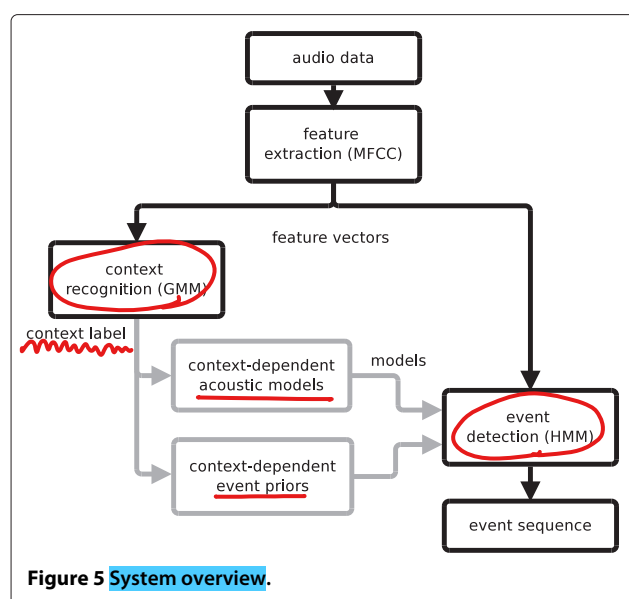 audio data
feature
extraction (MFCC)
feature vectors
context
recognition (GMM)
context label
context-dependent
acoustic models
models
event
detection (HMM)
context-dependent
event priors
event sequence
Figure 5 System overview.